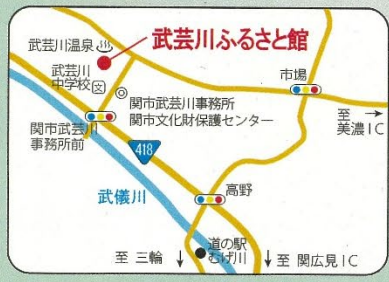 武芸川ふるさと館
武芸川温泉
武芸川
中学校
関市武芸川事務所
関市文化財保護センター
市場
至
美濃IC
関市武芸川
事務所前
418
武儀川
高野
道の駅
むげ川
至 三輪
至 関広見IC